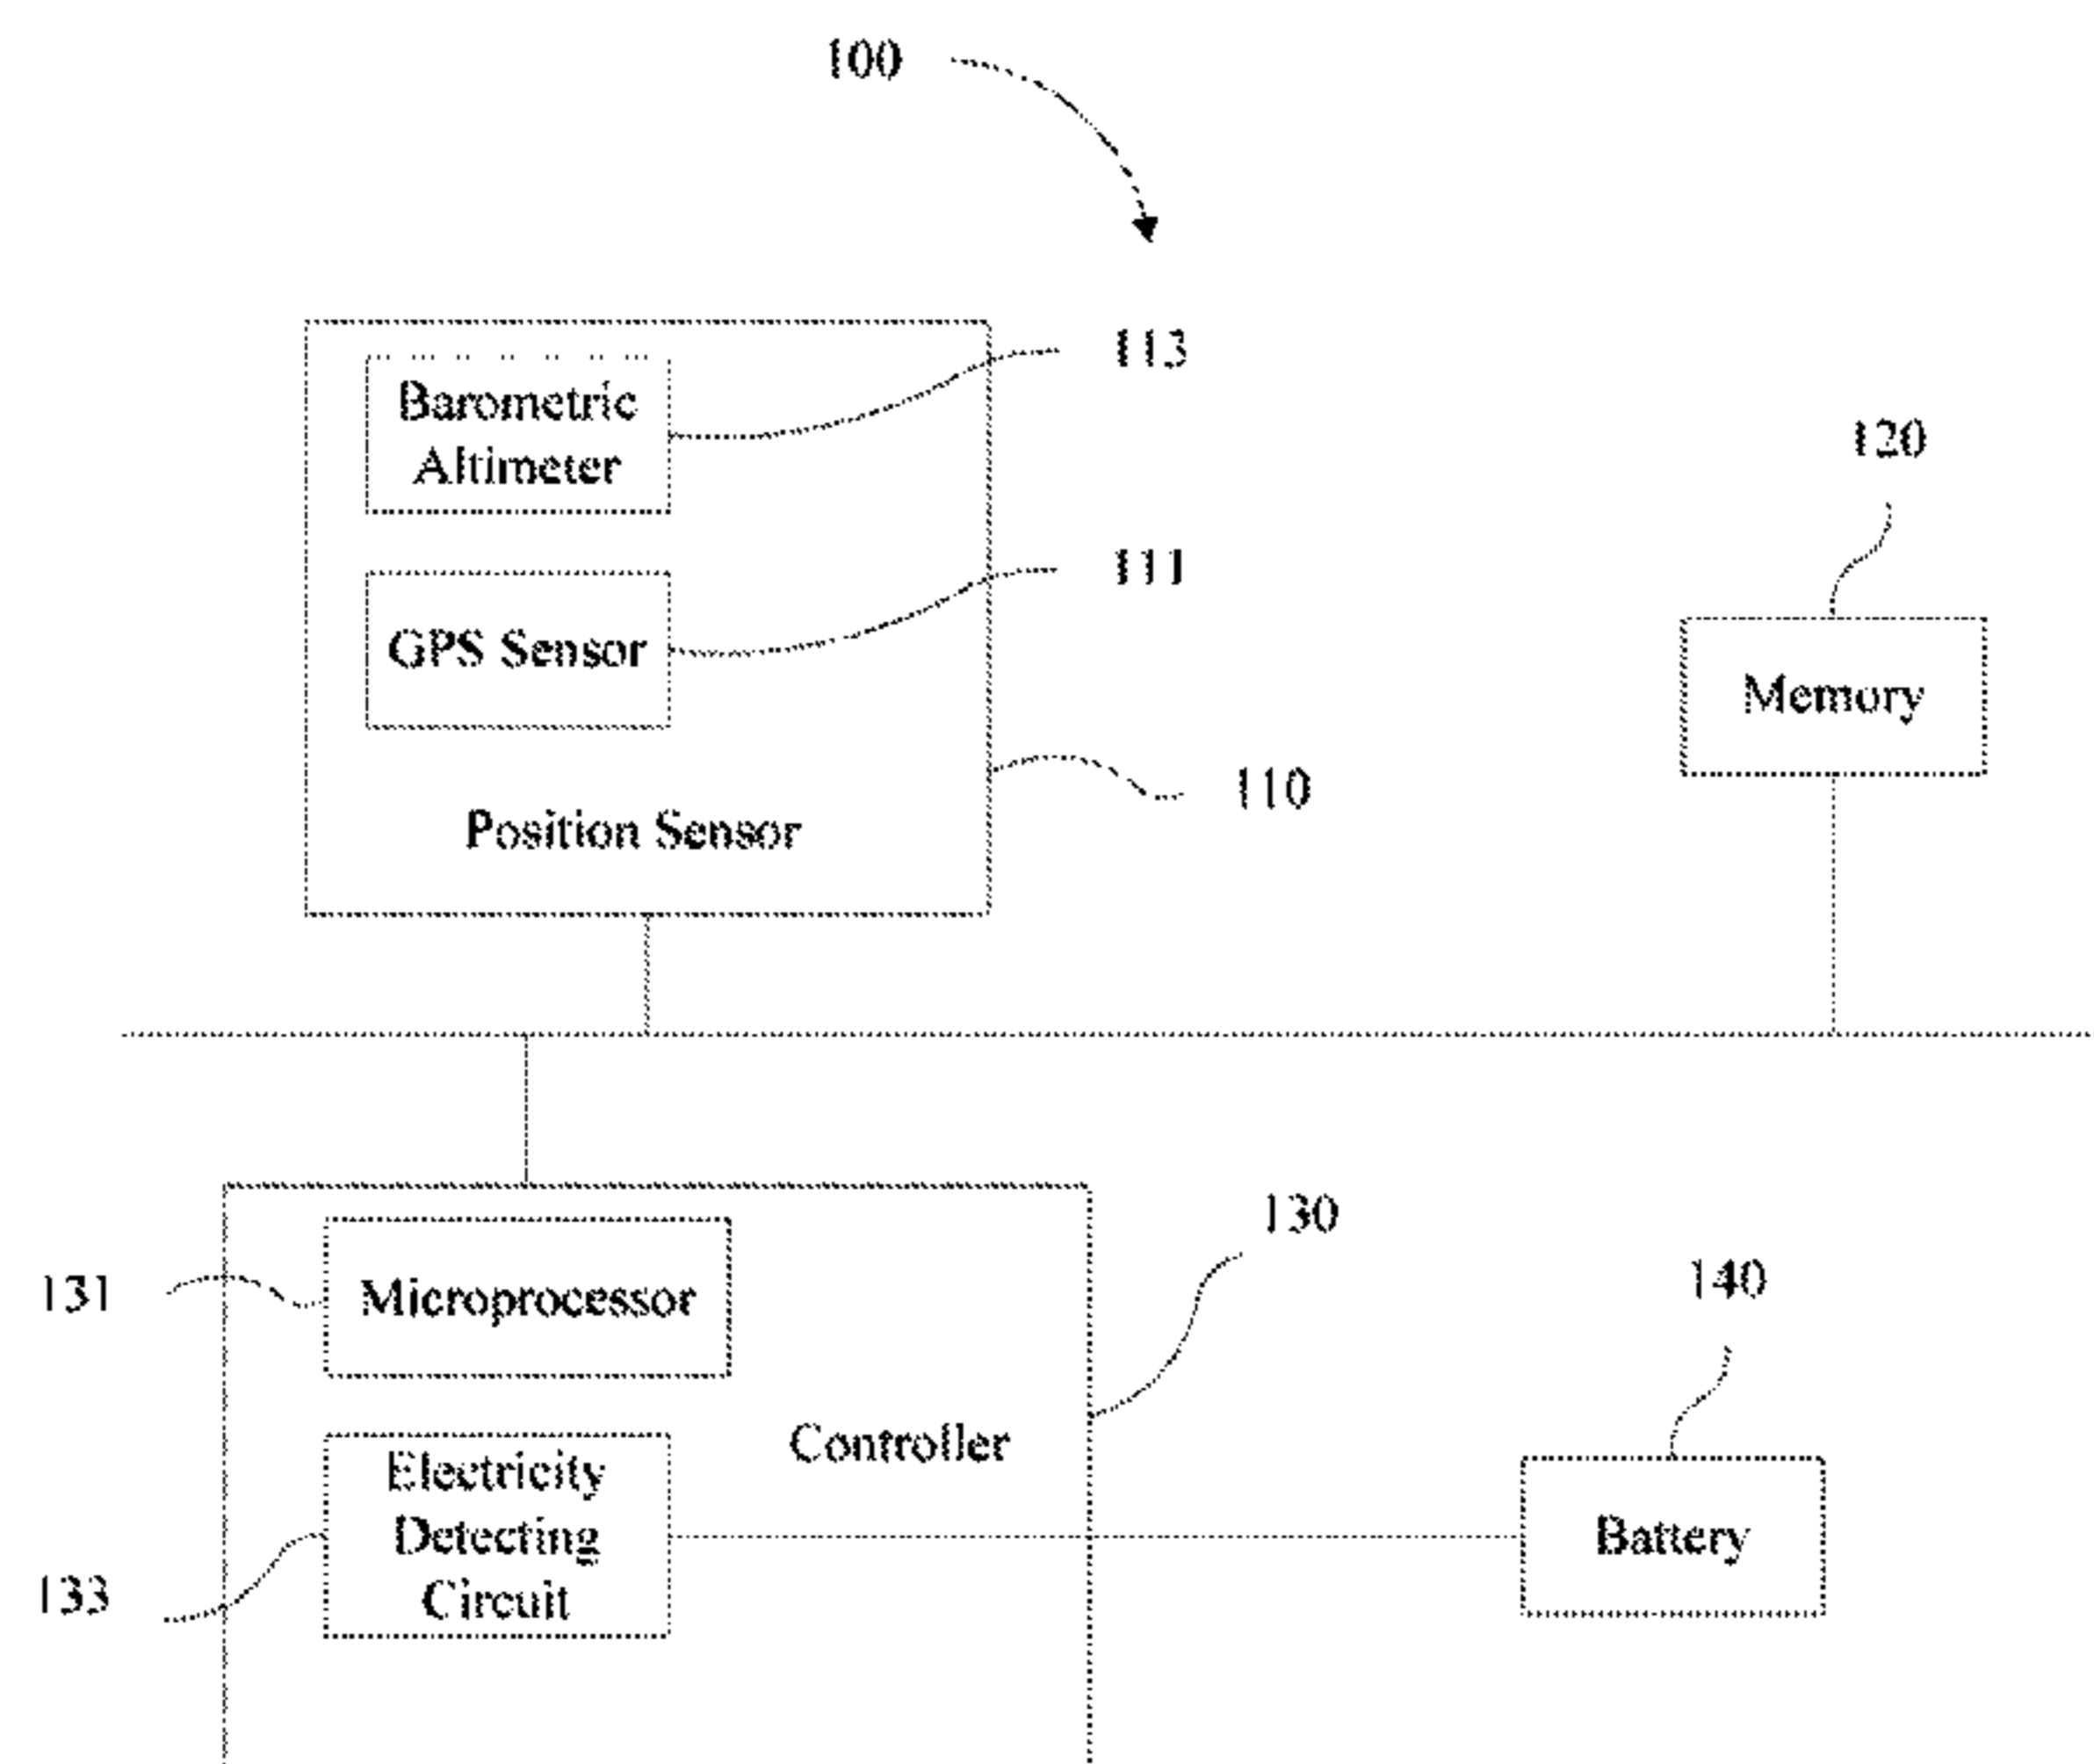 100
113
Barometric
Altimeter
120
111
GPS Sensor
Memory
110
Position Sensor
130
131
Microprocessor
140
Controller
Electricity
Detecting
Circuit
Battery
133